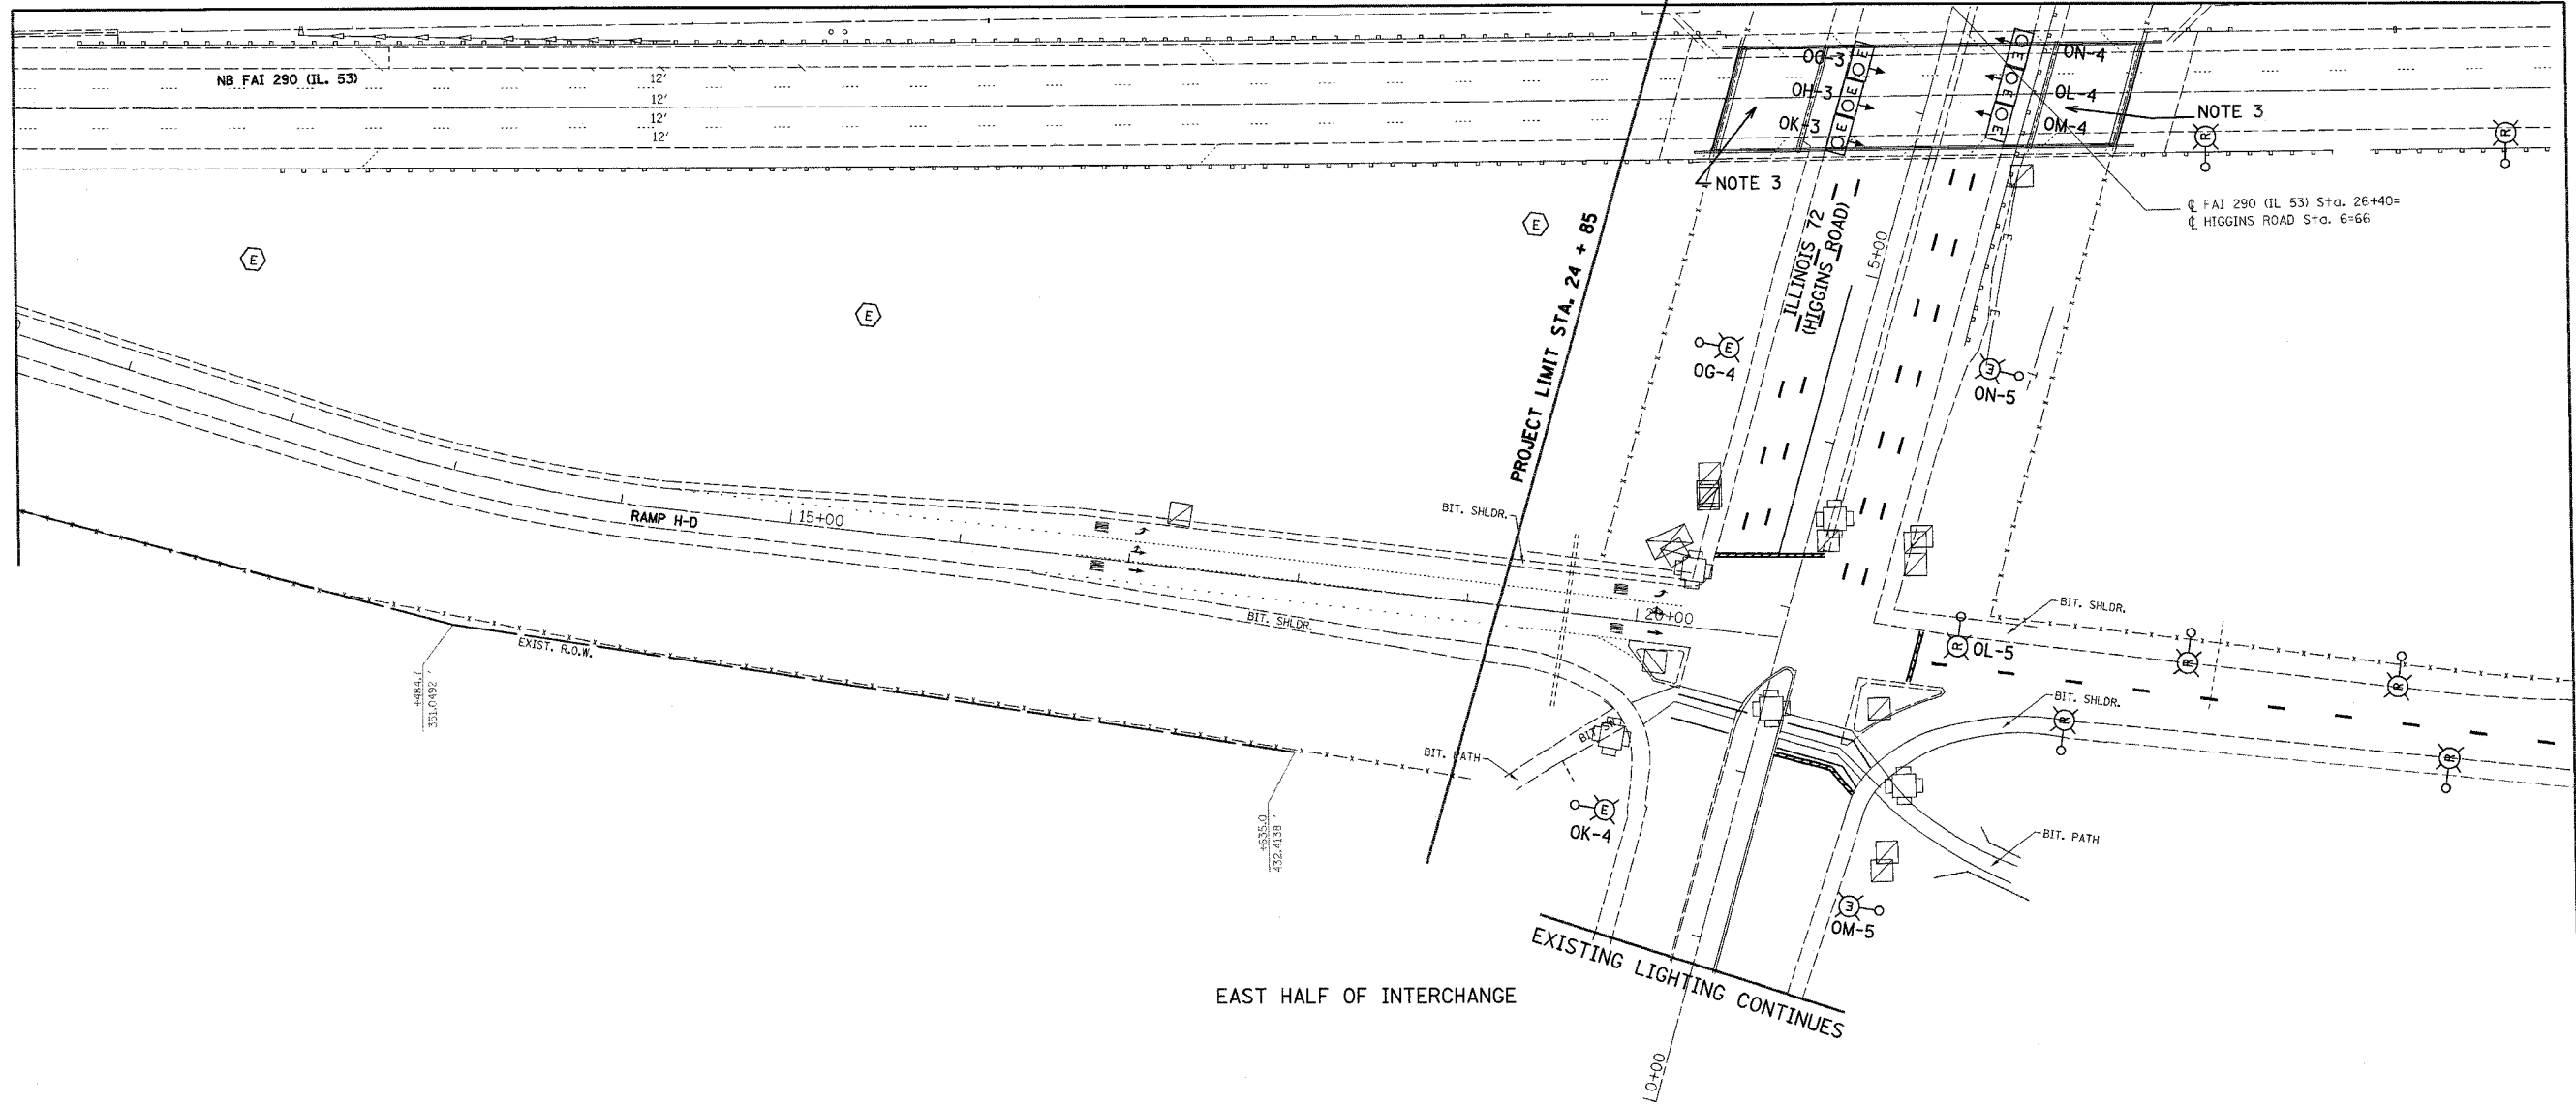 NB FAI 290 (IL. 53)
12'
12'
12'
12'
OG-3
OH-3
OK-3
E
E
E
E
E
E
ON-4
OL-4
OM-4
NOTE 3
NOTE 3
R
R
℄ FAI 290 (IL 53) Sta. 26+40=
℄ HIGGINS ROAD Sta. 6=66
E
E
E
PROJECT LIMIT STA. 24 + 85
ILLINOIS 72
(HIGGINS ROAD)
5+00
E
E
E
OG-4
E
ON-5
RAMP H-D
15+00
BIT. SHLDR.
BIT. SHLDR.
20+00
EXIST. R.O.W.
+484.7
351.0492 '
+635.0
432.4138 '
BIT. PATH
E
OK-4
R
OL-5
BIT. SHLDR.
R
R
BIT. SHLDR.
R
R
BIT. PATH
E
OM-5
EXISTING LIGHTING CONTINUES
EAST HALF OF INTERCHANGE
0+00